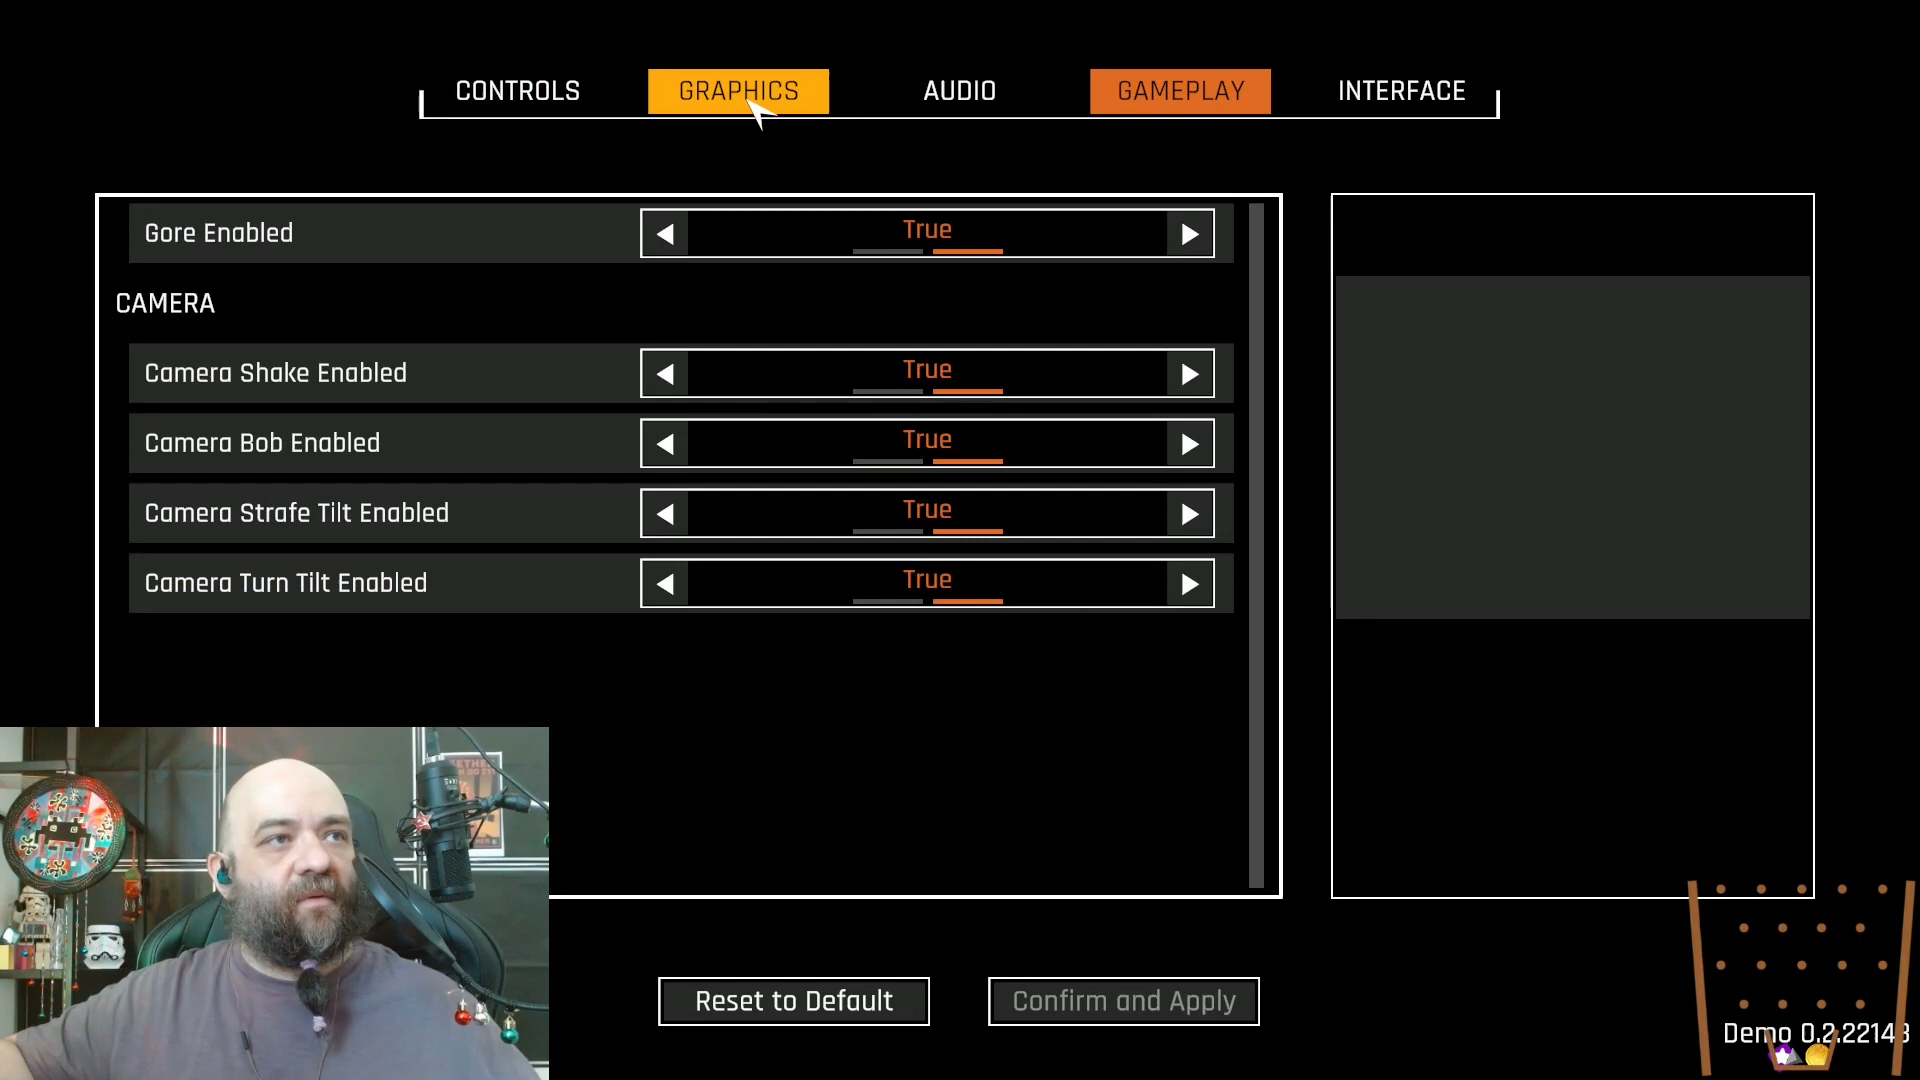 CONTROLS
GRAPHICS
AUDIO
GAMEPLAY
INTERFACE
Gore Enabled
True
CAMERA
Camera Shake Enabled
True
Camera Bob Enabled
True
Camera Strafe Tilt Enabled
True
Camera Turn Tilt Enabled
True
Reset to Default
Confirm and Apply